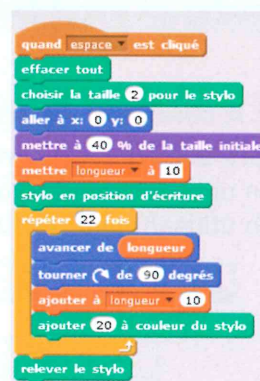 quand espace est cliqué
effacer tout
choisir la taille 2 pour le stylo
aller à x: 0 y: 0
mettre à 40 % de la taille initiale
mettre longueur à 10
stylo en position d'écriture
répéter 22 fois
avancer de longueur
tourner de 90 degrés
ajouter à longueur 10
ajouter 20 à couleur du stylo
relever le stylo